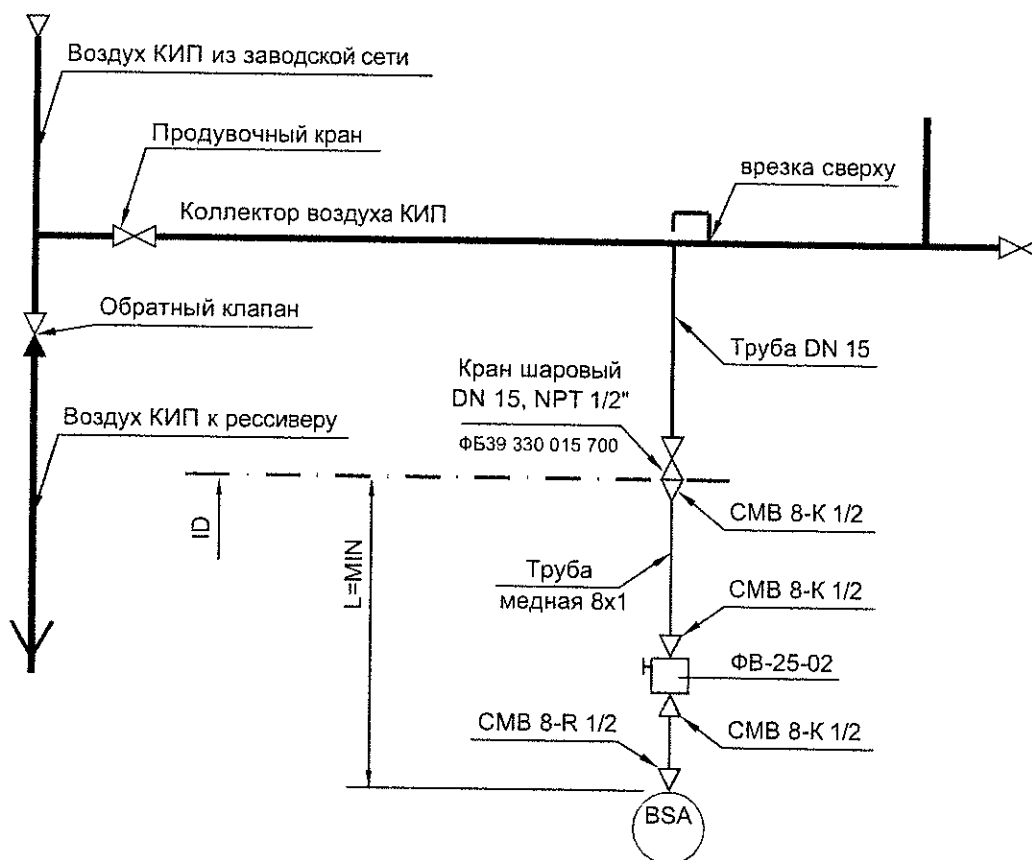 Воздух КИП из заводской сети
Продувочный кран
врезка сверху
Коллектор воздуха КИП
Обратный клапан
Труба DN 15
Кран шаровый
DN 15, NPT 1/2"
ФБ39 330 015 700
Воздух КИП к рессиверу
СМВ 8-К 1/2
ID
L=MIN
Труба
медная 8x1
СМВ 8-К 1/2
ФВ-25-02
СМВ 8-R 1/2
СМВ 8-К 1/2
BSA